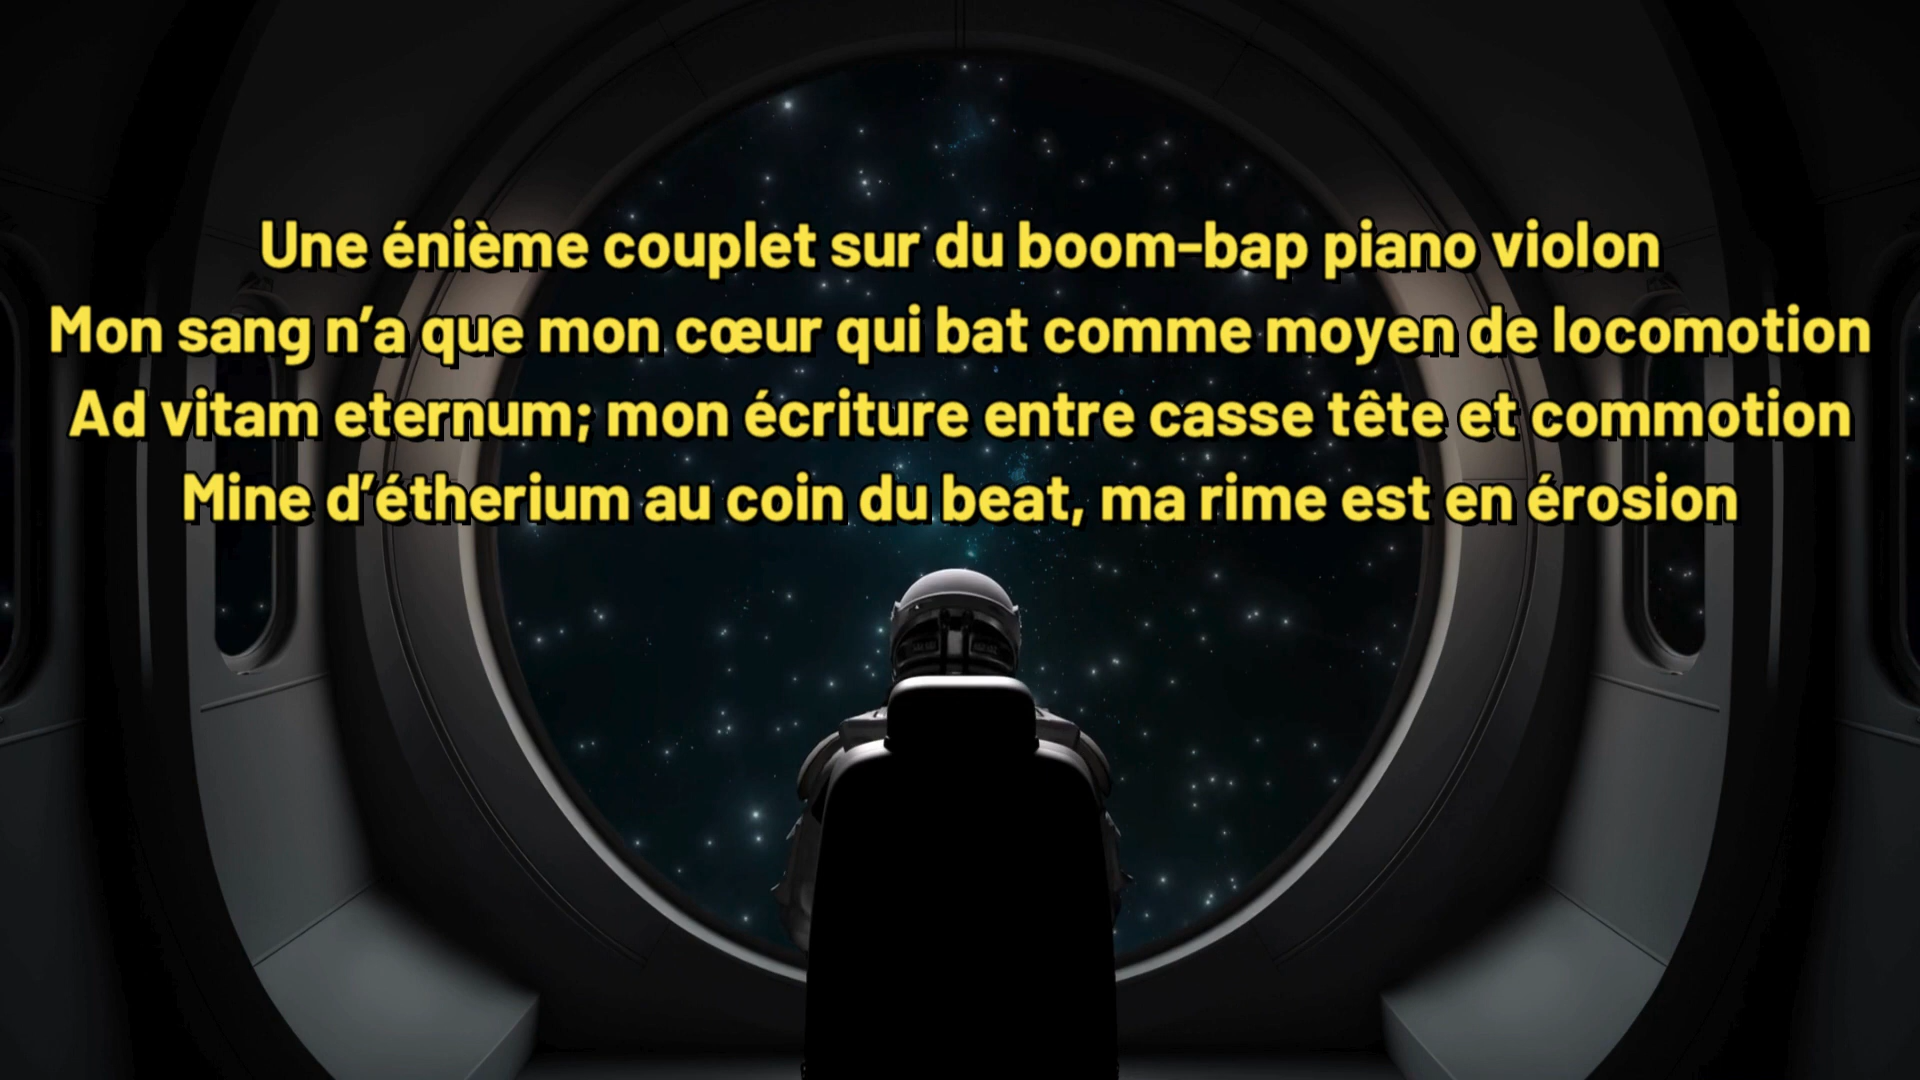 Une énième couplet sur du boom-bap piano violon
Mon sang n’a que mon cœur qui bat comme moyen de locomotion
Ad vitam eternum; mon écriture entre casse tête et commotion
Mine d’étherium au coin du beat, ma rime est en érosion